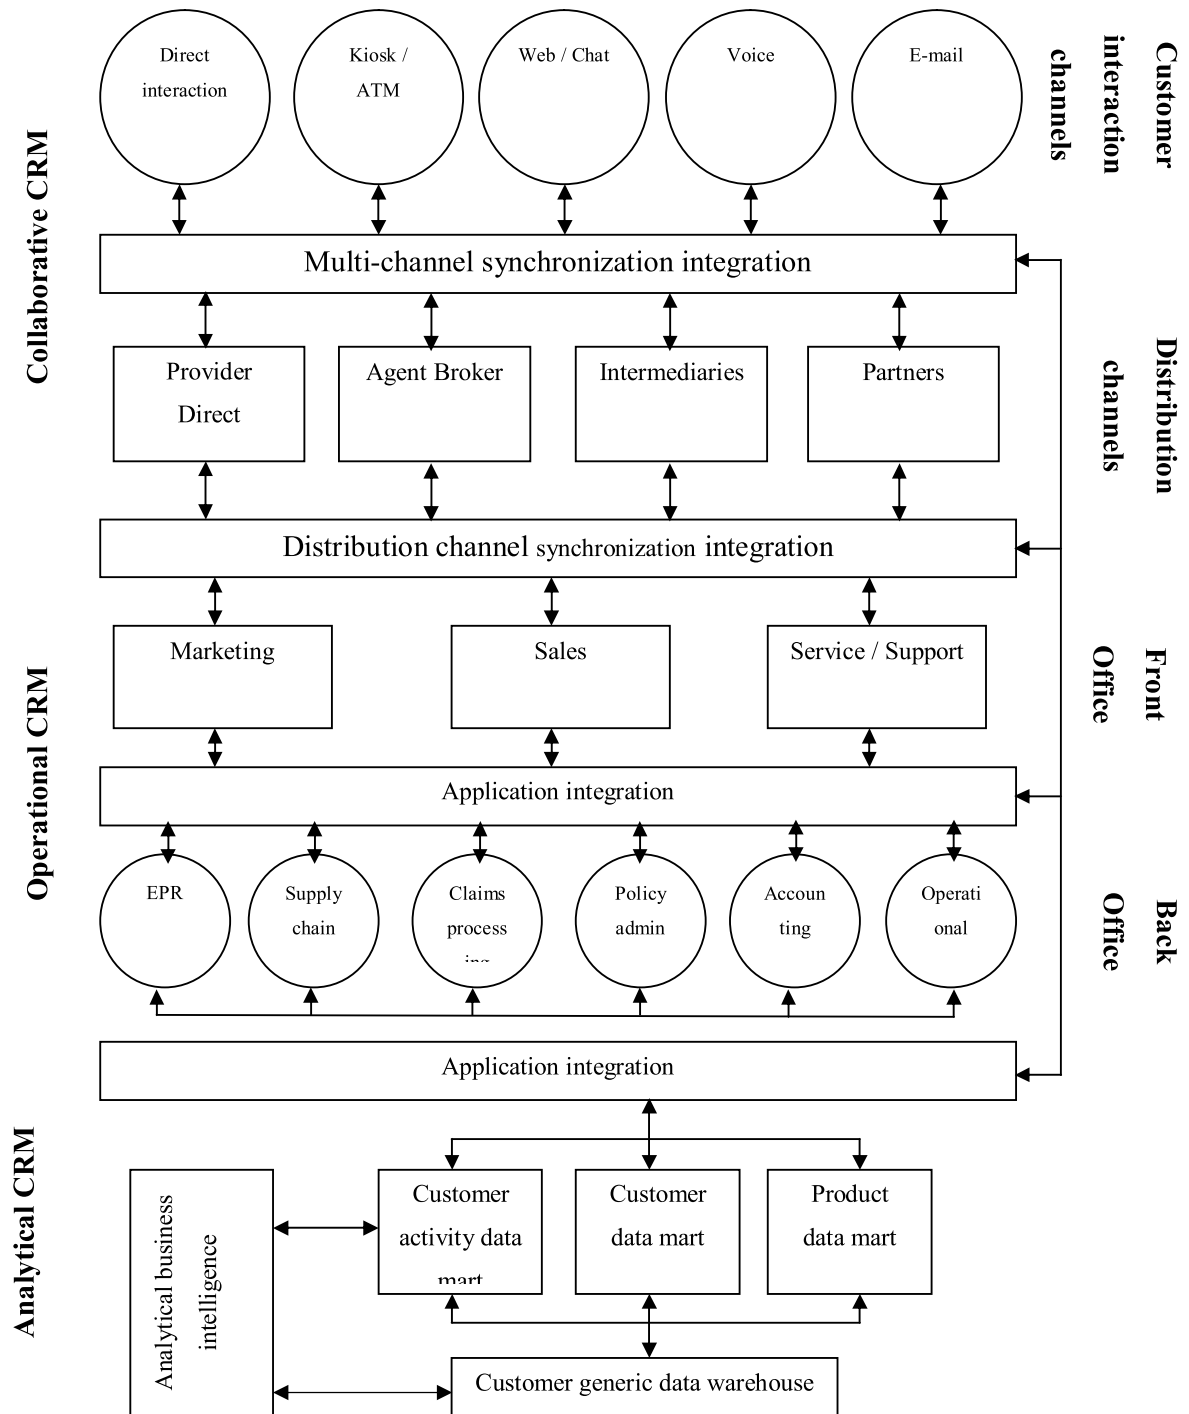 Direct
interaction
Kiosk /
ATM
Web / Chat
Voice
E-mail
Customer
interaction
channels
Collaborative CRM
Multi-channel synchronization integration
Provider
Direct
Agent Broker
Intermediaries
Partners
Distribution
channels
Distribution channel synchronization integration
Marketing
Sales
Service / Support
Front
Office
Operational CRM
Application integration
EPR
Supply
chain
Claims
process
ing
Policy
admin
Accoun
ting
Operati
onal
Back
Office
Application integration
Analytical CRM
Analytical business
intelligence
Customer
activity data
mart
Customer
data mart
Product
data mart
Customer generic data warehouse